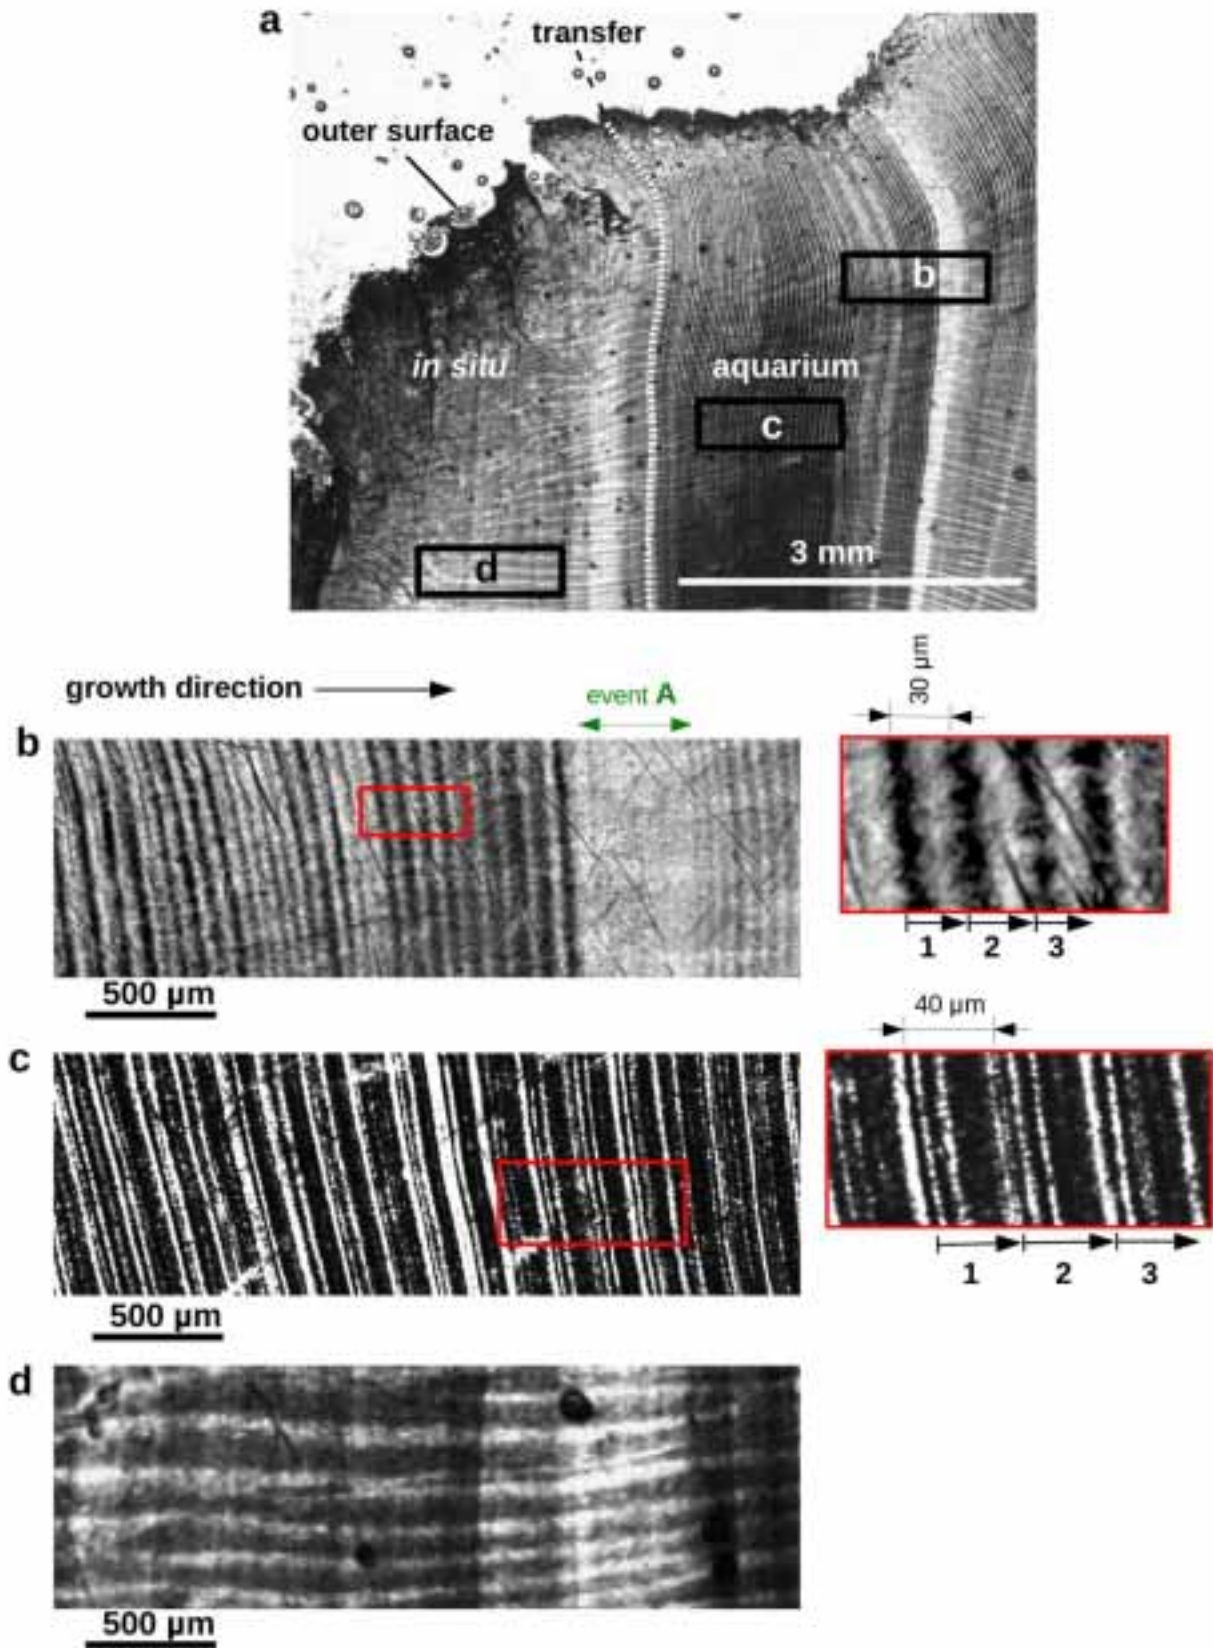 a
transfer
outer surface
b
in situ
aquarium
c
3 mm
d
growth direction
event A
30 µm
b
1 2 3
500 µm
40 µm
c
1 2 3
500 µm
d
500 µm